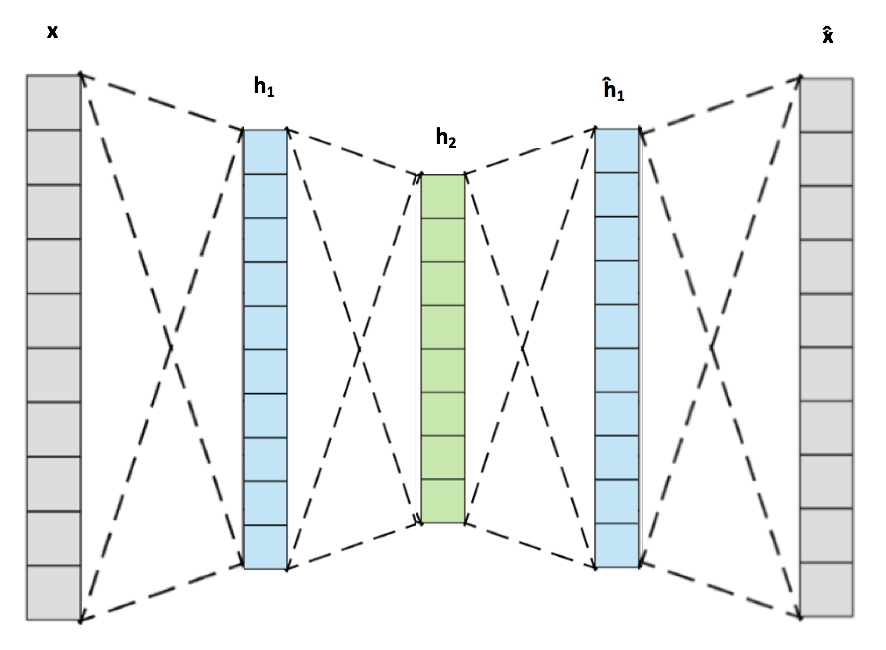 x
h₁
h₂
ĥ₁
x̂